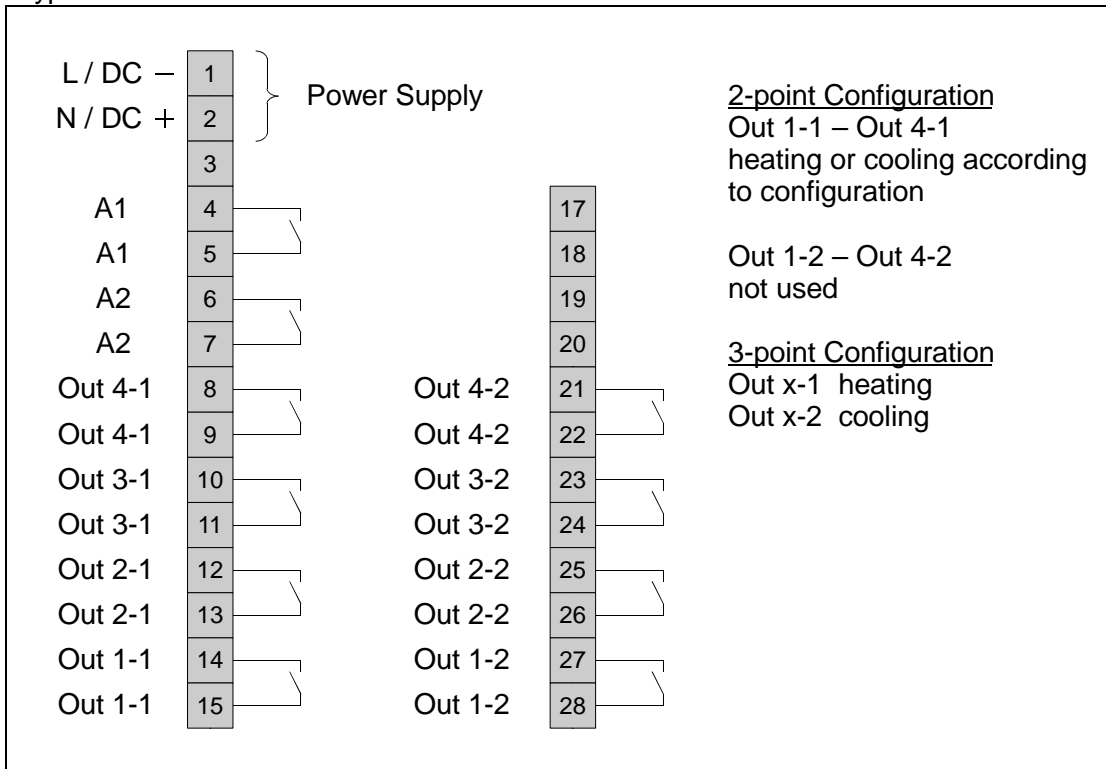 L / DC – 1
N / DC + 2
Power Supply
3
A1 4
A1 5
A2 6
A2 7
Out 4-1 8
Out 4-1 9
Out 3-1 10
Out 3-1 11
Out 2-1 12
Out 2-1 13
Out 1-1 14
Out 1-1 15
17
18
19
20
Out 4-2 21
Out 4-2 22
Out 3-2 23
Out 3-2 24
Out 2-2 25
Out 2-2 26
Out 1-2 27
Out 1-2 28
2-point Configuration
Out 1-1 – Out 4-1
heating or cooling according
to configuration
Out 1-2 – Out 4-2
not used
3-point Configuration
Out x-1 heating
Out x-2 cooling